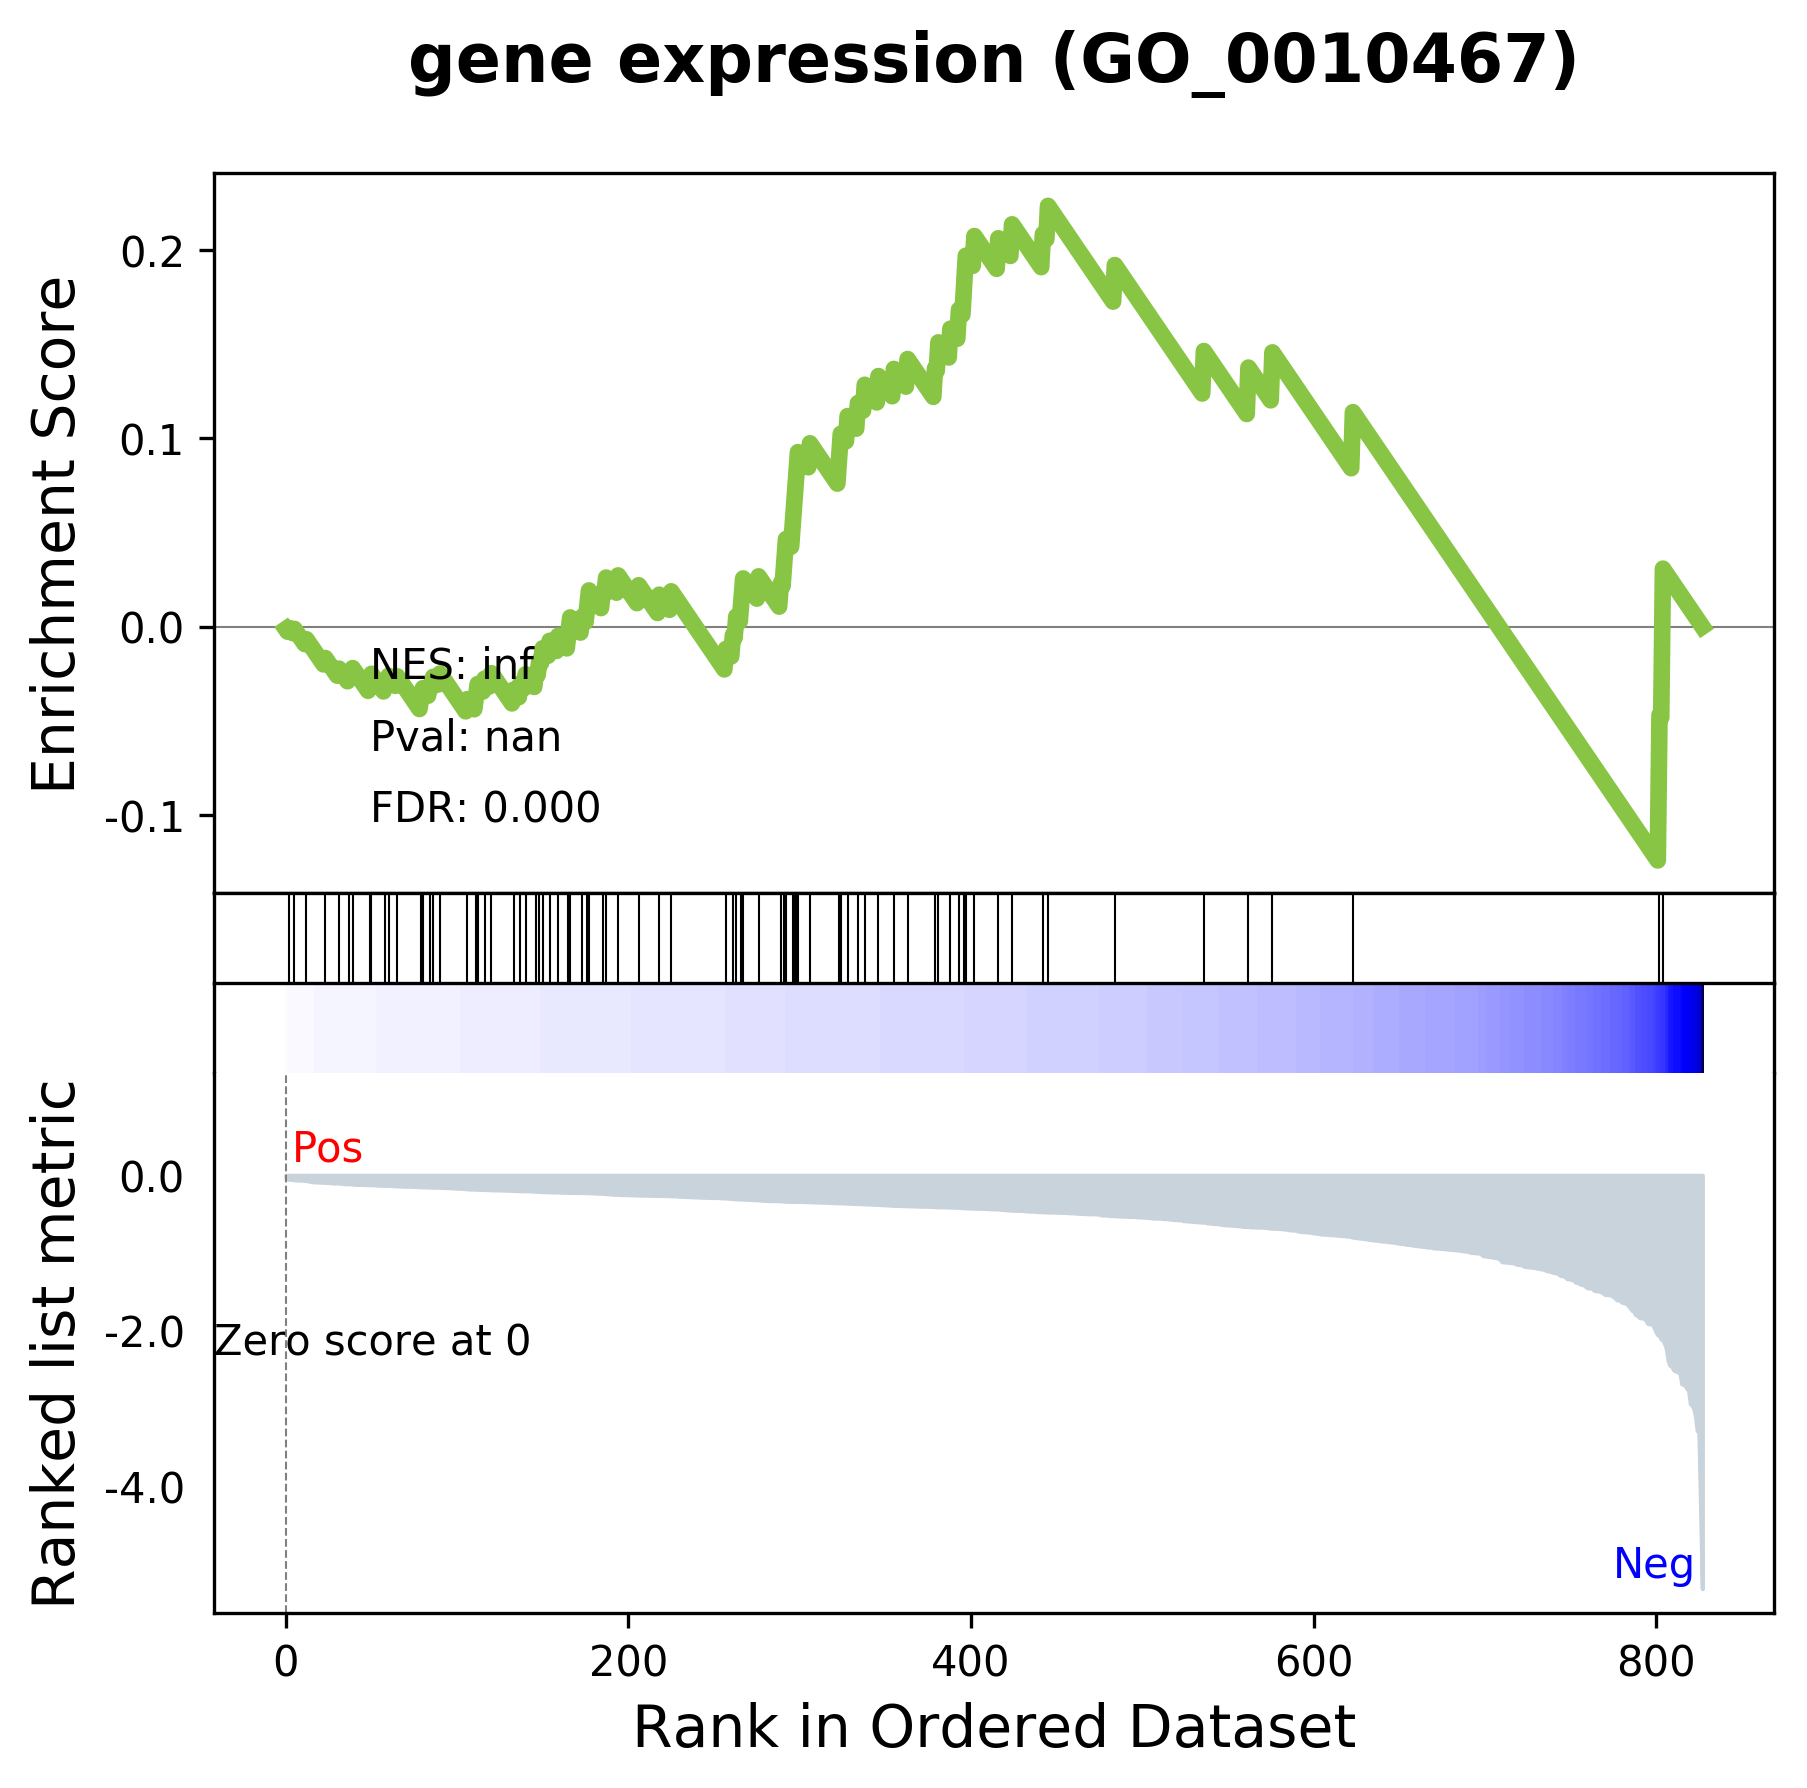 gene expression (GO_0010467)
Enrichment Score
0.2
0.1
0.0
-0.1
NES: inf
Pval: nan
FDR: 0.000
Ranked list metric
Pos
0.0
-2.0
-4.0
Zero score at 0
Neg
0 200 400 600 800
Rank in Ordered Dataset